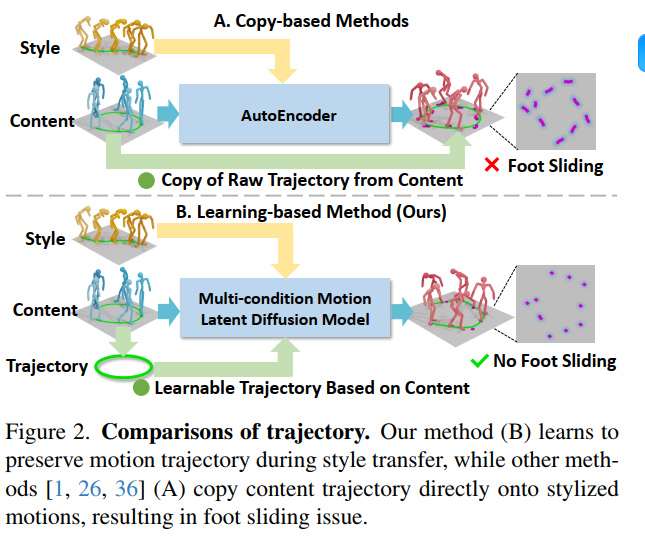 A. Copy-based Methods
Style
Content
AutoEncoder
Foot Sliding
Copy of Raw Trajectory from Content
B. Learning-based Method (Ours)
Style
Content
Multi-condition Motion
Latent Diffusion Model
Trajectory
No Foot Sliding
Learnable Trajectory Based on Content
Figure 2. Comparisons of trajectory. Our method (B) learns to
preserve motion trajectory during style transfer, while other meth-
ods [1, 26, 36] (A) copy content trajectory directly onto stylized
motions, resulting in foot sliding issue.